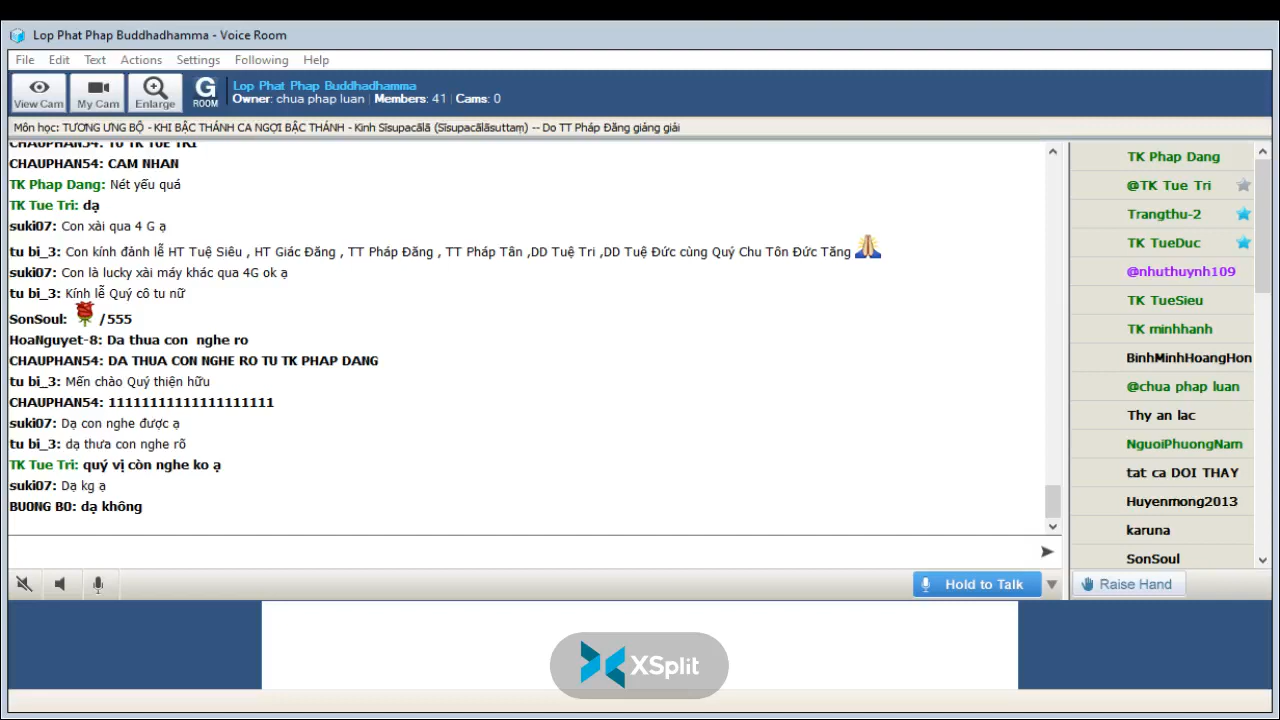 Lop Phat Phap Buddhadhamma - Voice Room
File Edit Text Actions Settings Following Help
View Cam My Cam Enlarge G ROOM
Lop Phat Phap Buddhadhamma
Owner: chua phap luan | Members: 41 | Cams: 0
Môn học: TƯƠNG ƯNG BỘ - KHI BẬC THÁNH CA NGỢI BẬC THÁNH - Kinh Sīsupacālā (Sīsupacālāsuttaṃ) -- Do TT Pháp Đăng giảng giải
CHAUPHAN54: TU TK TUE TRI
CHAUPHAN54: CAM NHAN
TK Phap Dang: Nét yếu quá
TK Tue Tri: dạ
suki07: Con xài qua 4 G ạ
tu bi_3: Con kính đảnh lễ HT Tuệ Siêu , HT Giác Đăng , TT Pháp Đăng , TT Pháp Tân ,DD Tuệ Tri ,DD Tuệ Đức cùng Quý Chu Tôn Đức Tăng
suki07: Con là lucky xài máy khác qua 4G ok ạ
tu bi_3: Kính lễ Quý cô tu nữ
SonSoul: /555
HoaNguyet-8: Da thua con nghe ro
CHAUPHAN54: DA THUA CON NGHE RO TU TK PHAP DANG
tu bi_3: Mến chào Quý thiện hữu
CHAUPHAN54: 11111111111111111111
suki07: Dạ con nghe được ạ
tu bi_3: dạ thưa con nghe rõ
TK Tue Tri: quý vị còn nghe ko ạ
suki07: Dạ kg ạ
BUONG BO: dạ không
Hold to Talk
TK Phap Dang
@TK Tue Tri
Trangthu-2
TK TueDuc
@nhuthuynh109
TK TueSieu
TK minhhanh
BinhMinhHoangHon
@chua phap luan
Thy an lac
NguoiPhuongNam
tat ca DOI THAY
Huyenmong2013
karuna
SonSoul
Raise Hand
XSplit